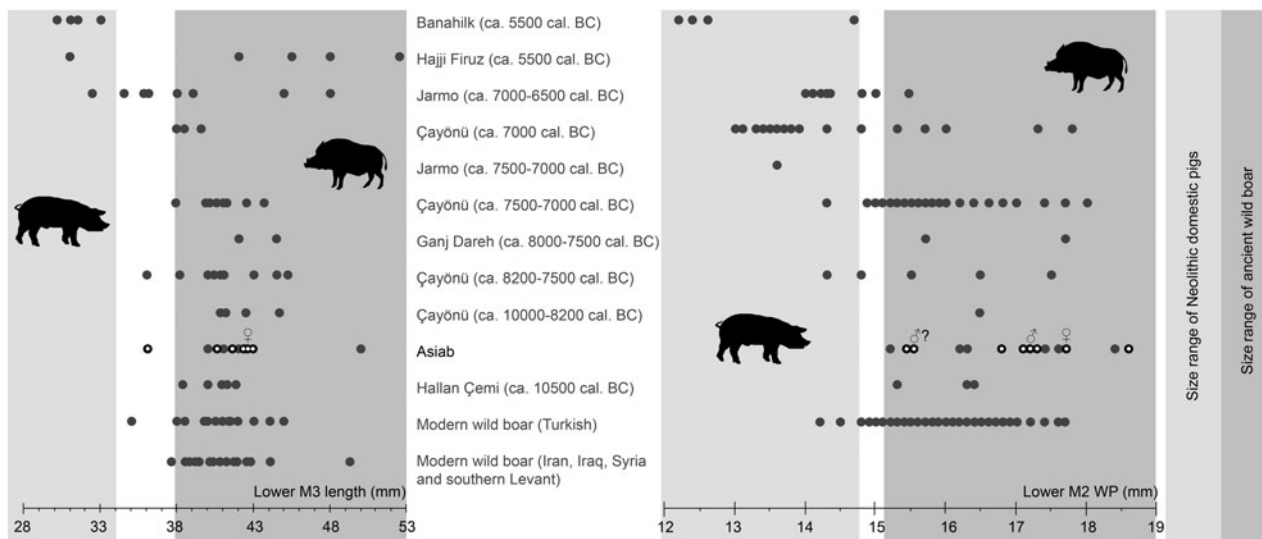 Banahilk (ca. 5500 cal. BC)
Hajji Firuz (ca. 5500 cal. BC)
Jarmo (ca. 7000-6500 cal. BC)
Çayönü (ca. 7000 cal. BC)
Jarmo (ca. 7500-7000 cal. BC)
Çayönü (ca. 7500-7000 cal. BC)
Ganj Dareh (ca. 8000-7500 cal. BC)
Çayönü (ca. 8200-7500 cal. BC)
Çayönü (ca. 10000-8200 cal. BC)
♀
♂?
♂
♀
Asiab
Hallan Çemi (ca. 10500 cal. BC)
Modern wild boar (Turkish)
Modern wild boar (Iran, Iraq, Syria
and southern Levant)
Lower M3 length (mm)
28 33 38 43 48 53
Lower M2 WP (mm)
12 13 14 15 16 17 18 19
Size range of Neolithic domestic pigs
Size range of ancient wild boar